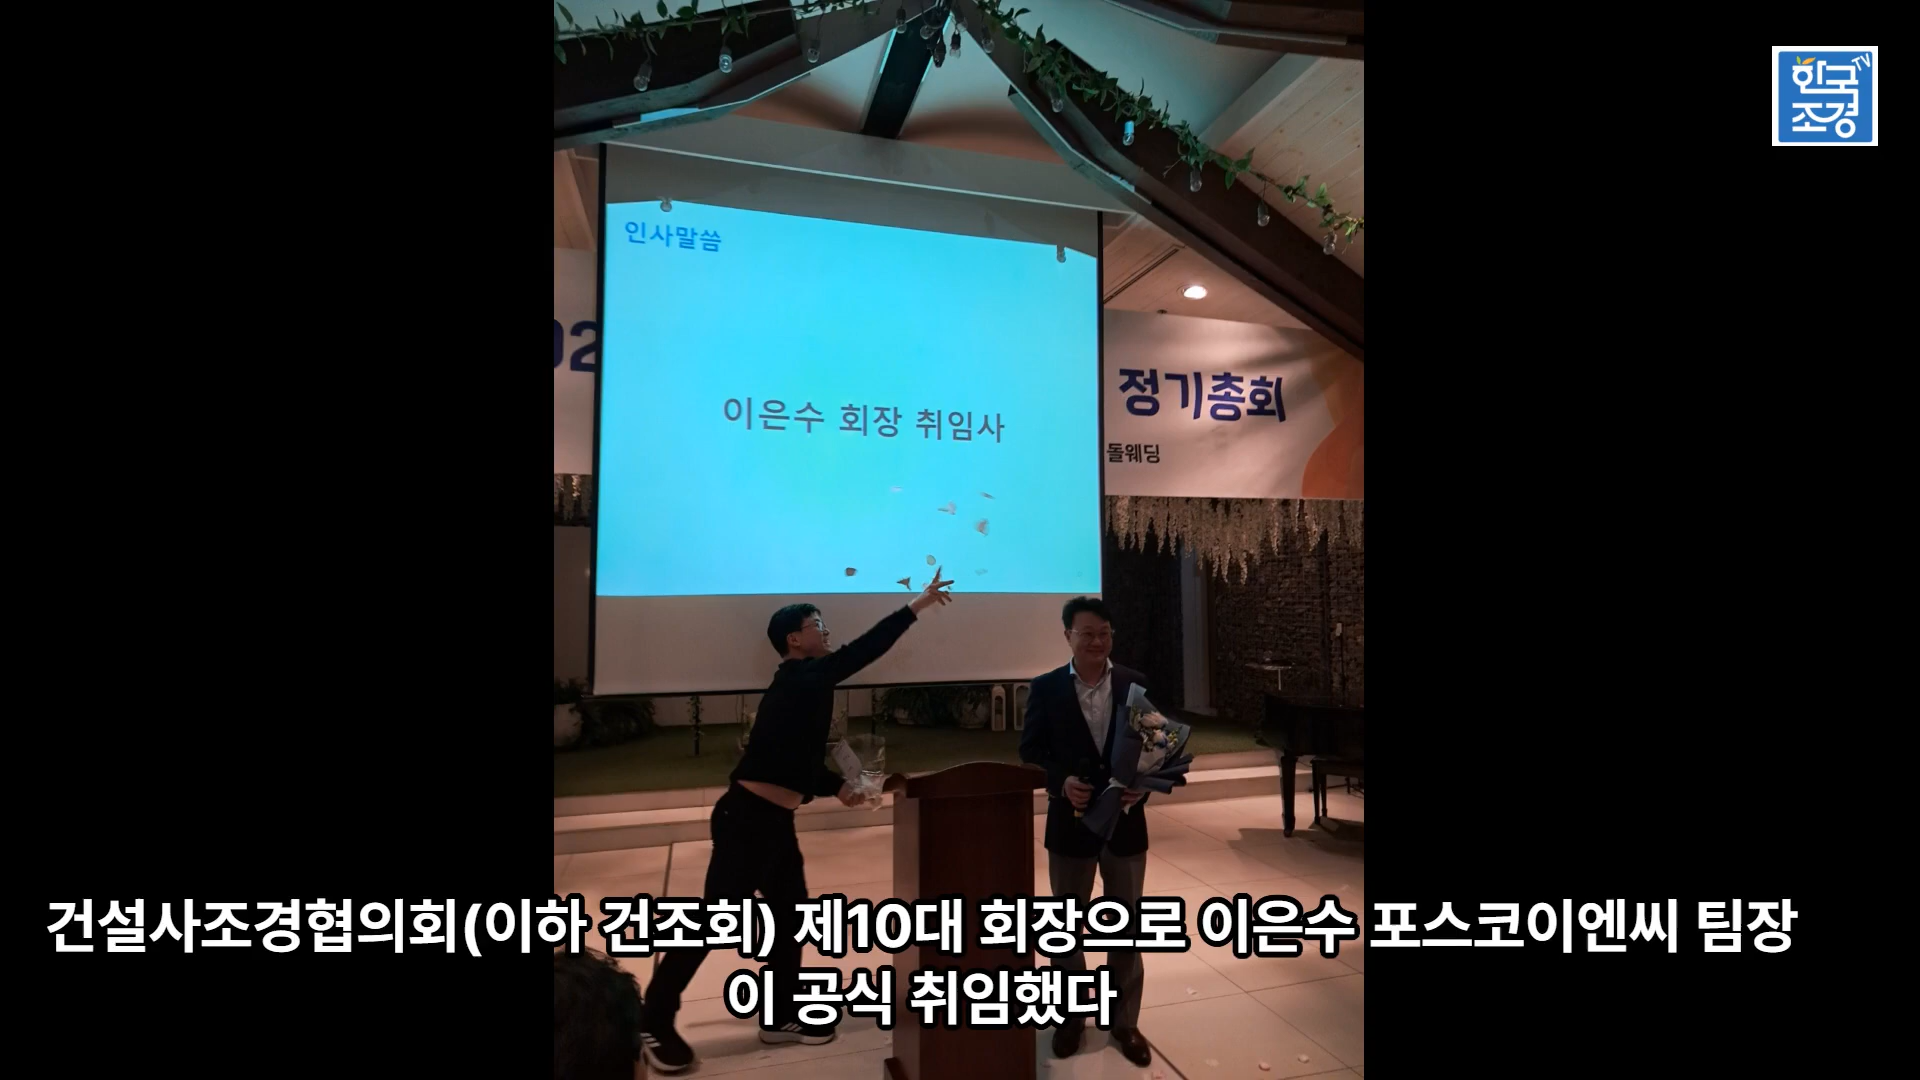 한국TV
조경
인사말씀
02
이은수 회장 취임사
정기총회
돌웨딩
건설사조경협의회(이하 건조회) 제10대 회장으로 이은수 포스코이엔씨 팀장
이 공식 취임했다